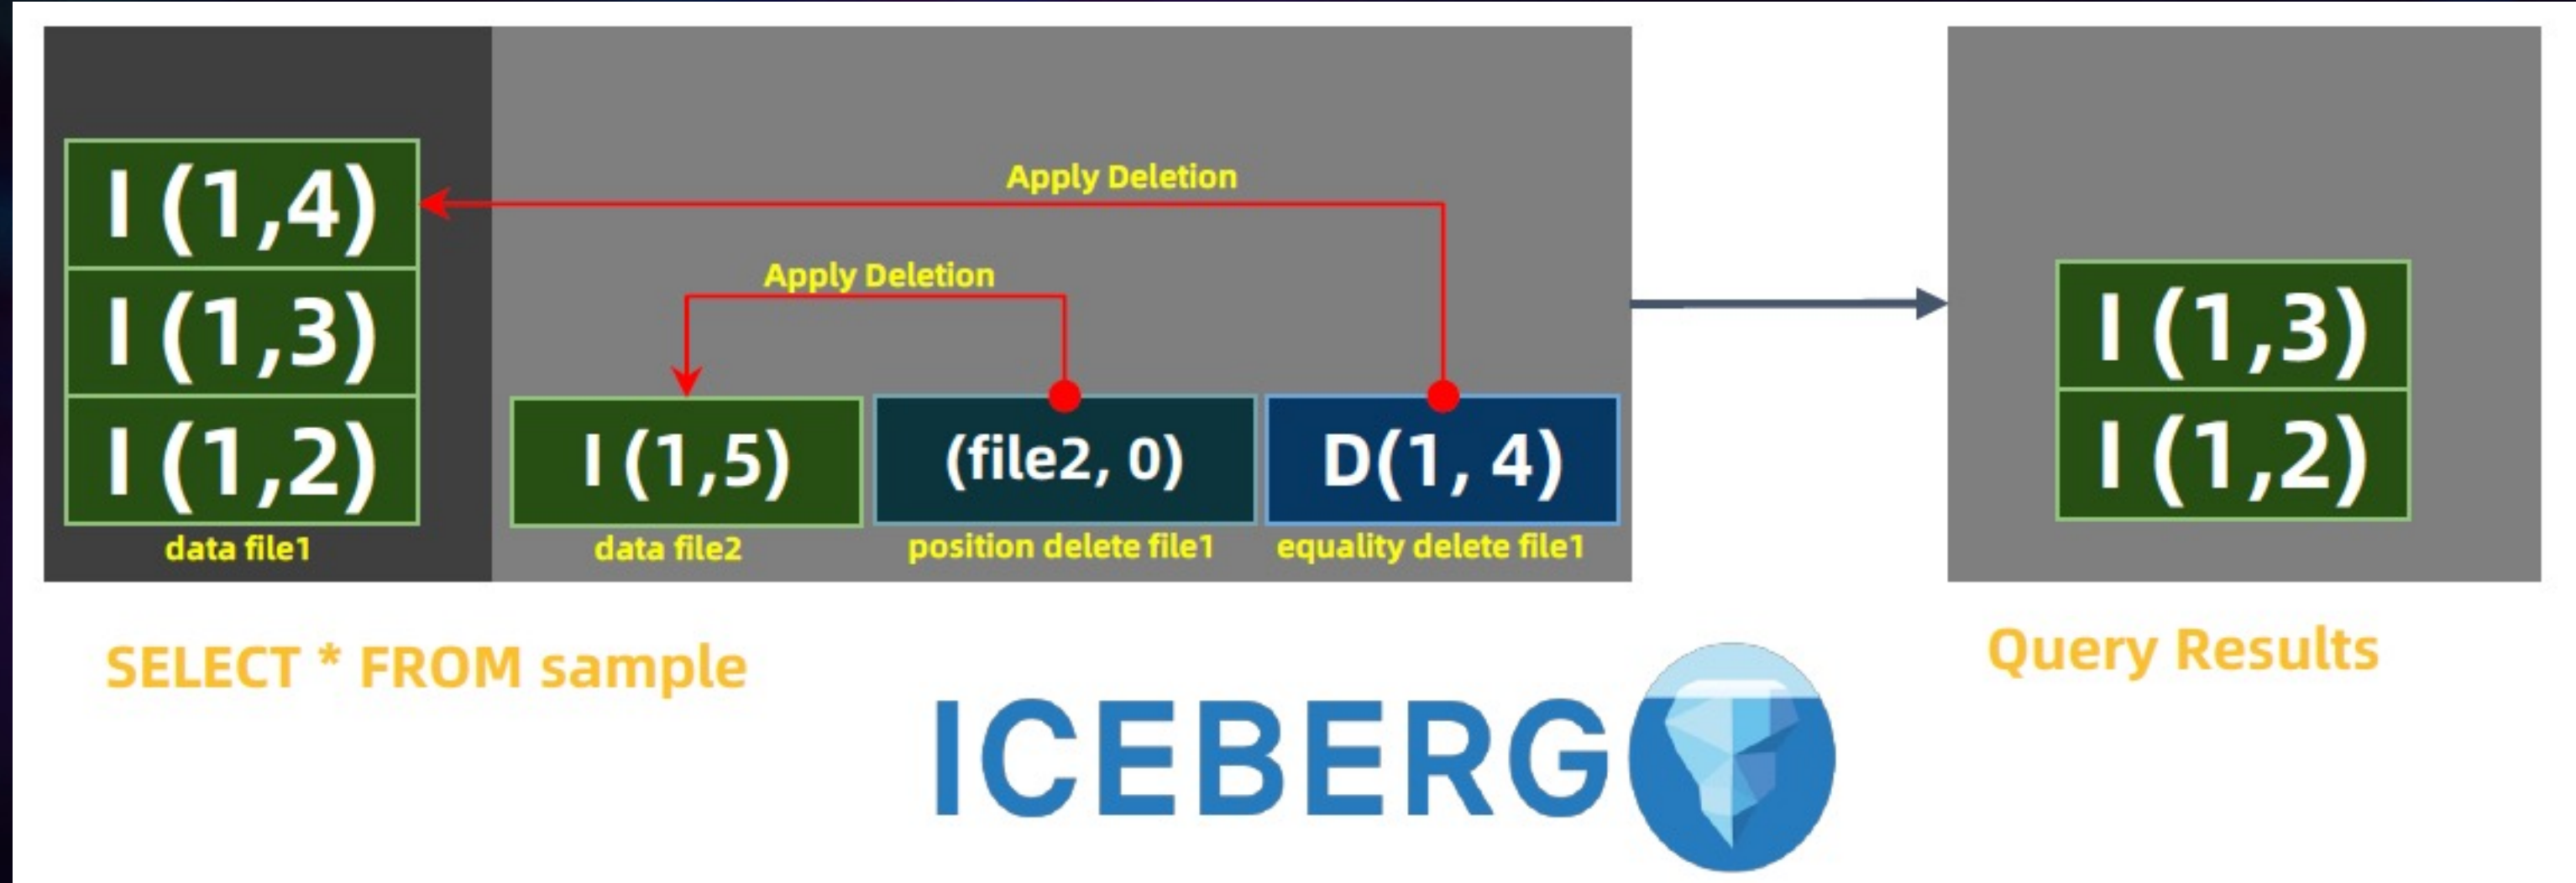 Apply Deletion
Apply Deletion
I (1,4)
I (1,3)
I (1,2)
data file1
I (1,5)
data file2
(file2, 0)
position delete file1
D(1, 4)
equality delete file1
I (1,3)
I (1,2)
SELECT * FROM sample
Query Results
ICEBERG